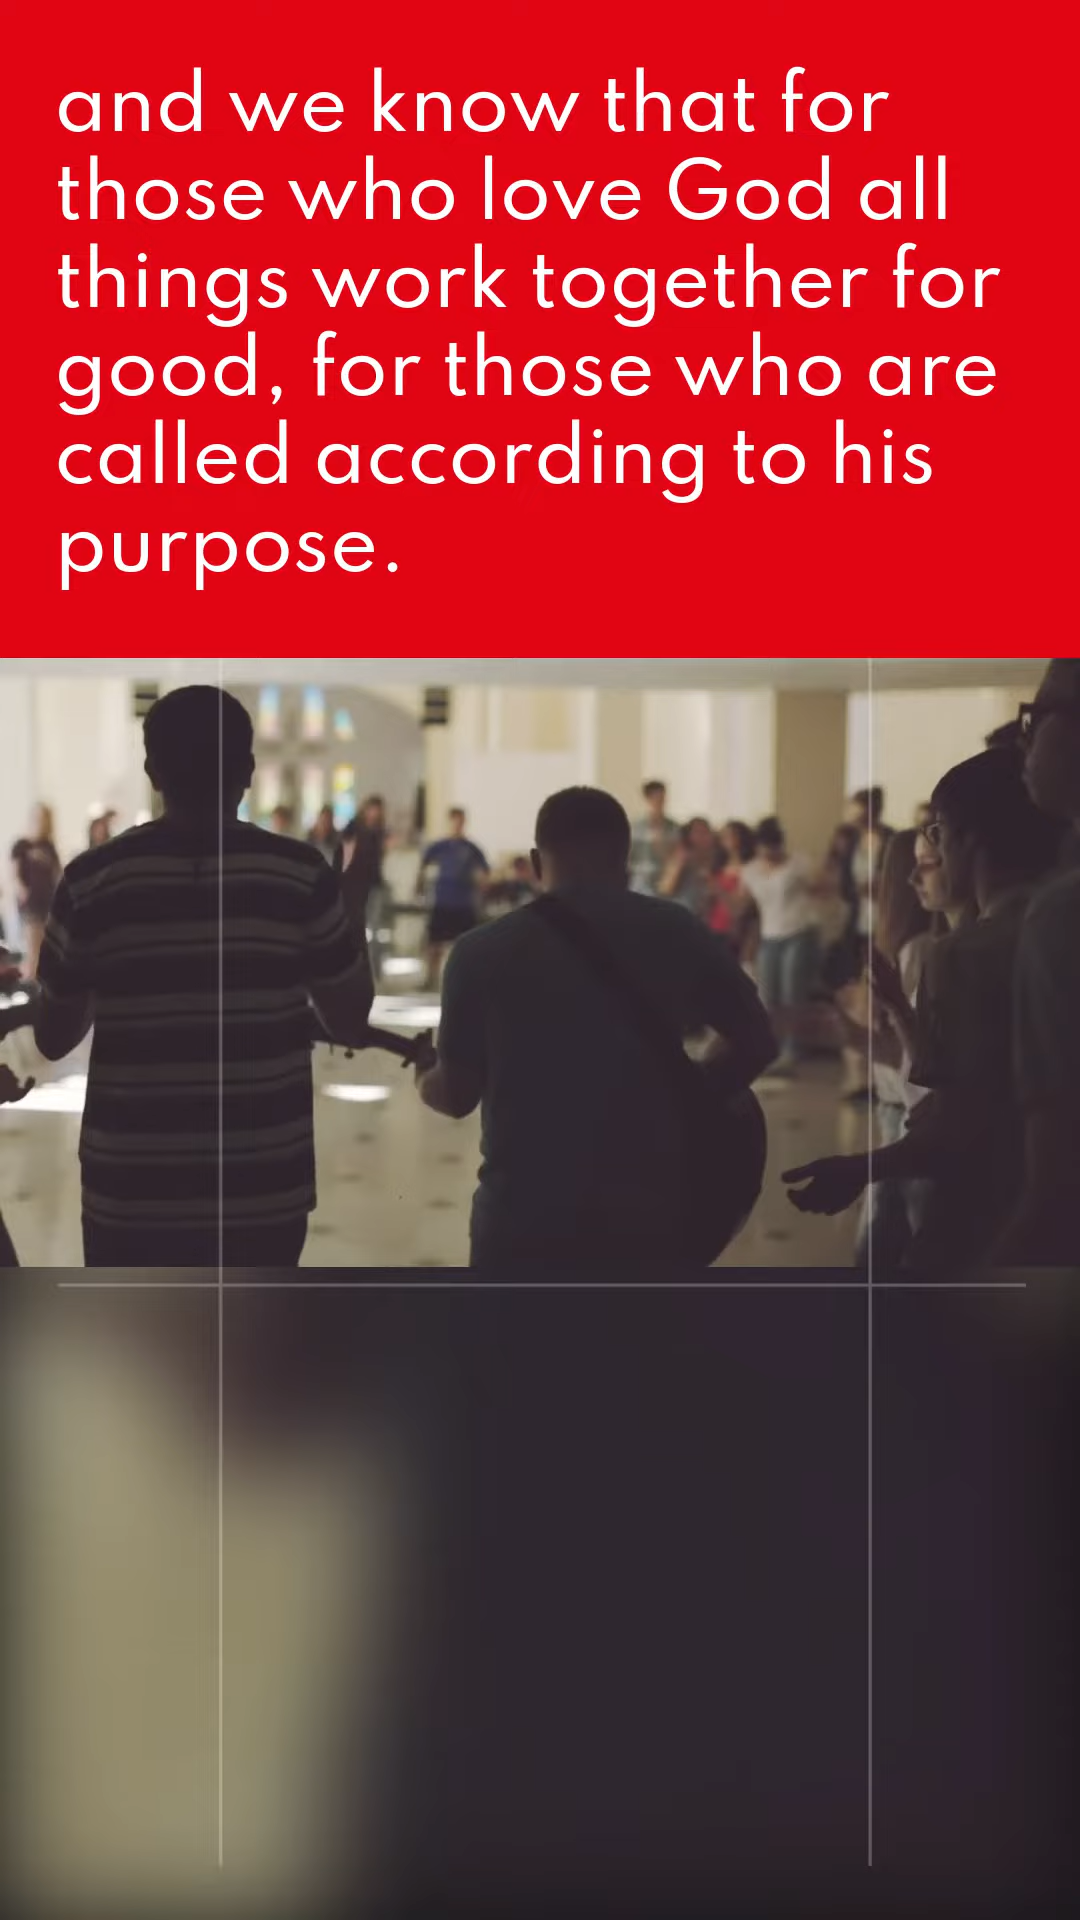 and we know that for
those who love God all
things work together for
good, for those who are
called according to his
purpose.